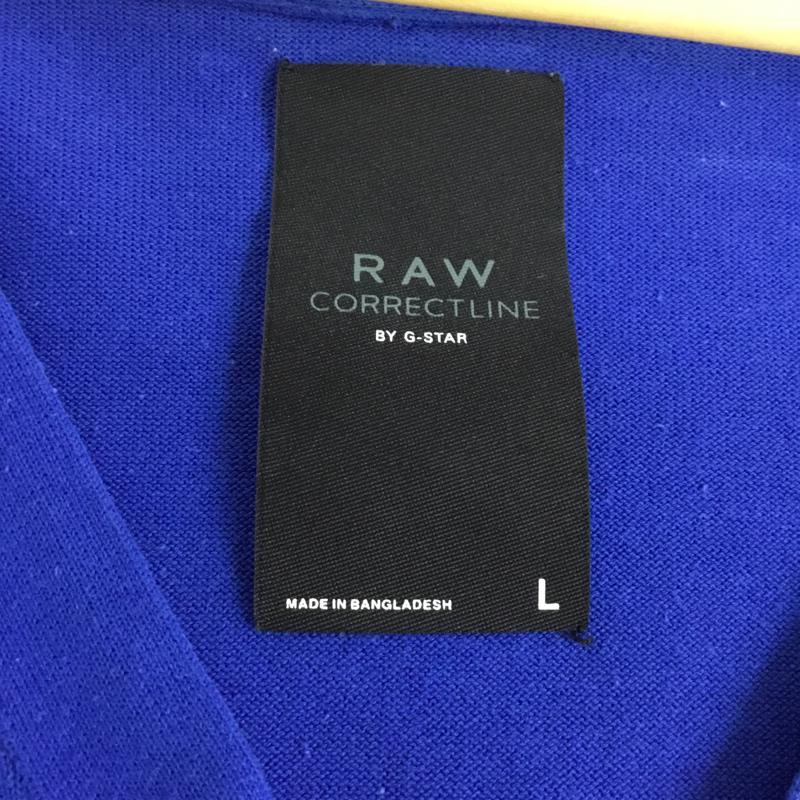 RAW
CORRECTLINE
BY G-STAR
MADE IN BANGLADESH
L